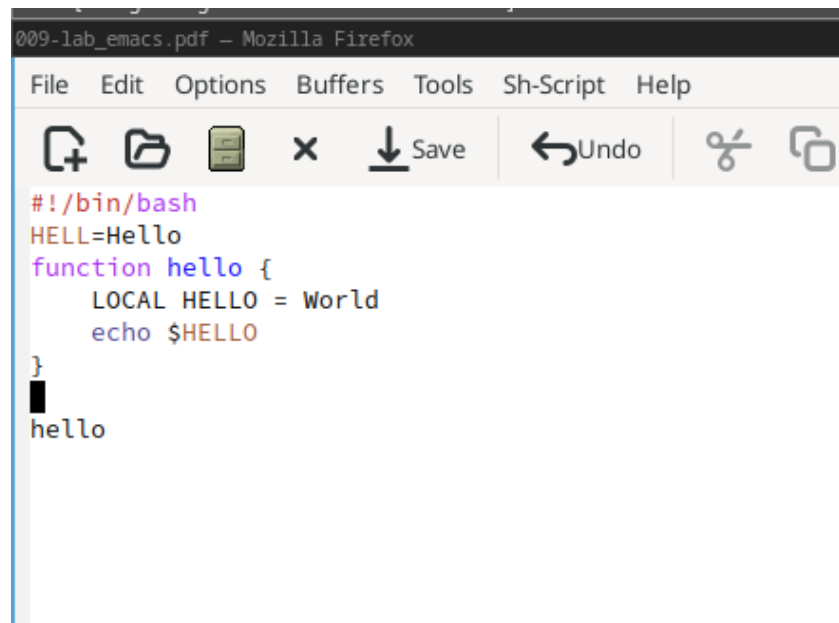 009-lab_emacs.pdf — Mozilla Firefox
File Edit Options Buffers Tools Sh-Script Help
Save Undo
#!/bin/bash
HELL=Hello
function hello {
    LOCAL HELLO = World
    echo $HELLO
}
hello